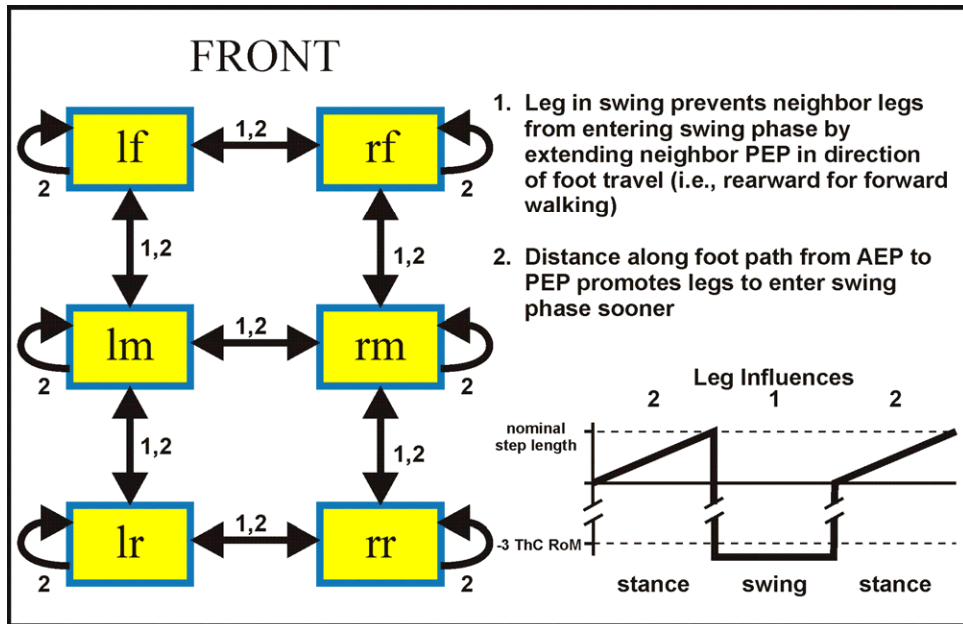 FRONT
lf
rf
lm
rm
lr
rr
1,2
1,2
1,2
1,2
1,2
1,2
1,2
2
2
2
2
2
2
1. Leg in swing prevents neighbor legs
from entering swing phase by
extending neighbor PEP in direction
of foot travel (i.e., rearward for forward
walking)
2. Distance along foot path from AEP to
PEP promotes legs to enter swing
phase sooner
Leg Influences
2 1 2
nominal
step length
-3 ThC RoM
stance swing stance